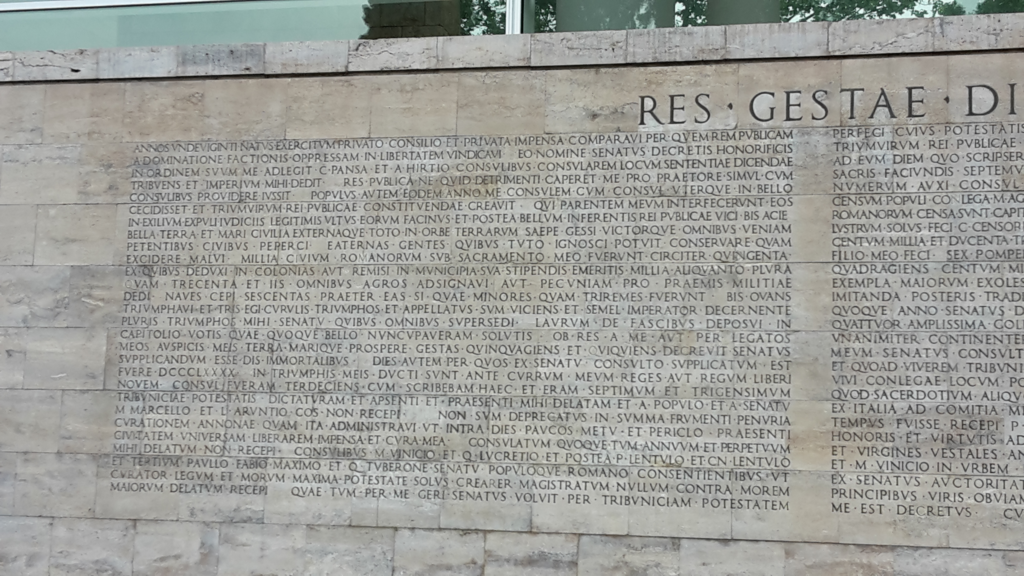 RES · GESTAE · DI
ANNOS VNDEVIGINTI NATVS EXERCITVM PRIVATO CONSILIO ET PRIVATA IMPENSA COMPARAVI PER QVEM REM PVBLICAM
A DOMINATIONE FACTIONIS OPPRESSAM IN LIBERTATEM VINDICAVI EO NOMINE SENATVS DECRETIS HONORIFICIS
IN ORDINEM SVVM ME ADLEGIT C PANSA ET A HIRTIO CONSVLIBVS CONSVLAREM LOCVM SENTENTIAE DICENDAE
TRIBVENS ET IMPERIVM MIHI DEDIT RES PVBLICA NE QVID DETRIMENTI CAPERET ME PRO PRAETORE SIMVL CVM
CONSVLIBVS PROVIDERE IVSSIT POPVLVS AVTEM EODEM ANNO ME CONSVLEM CVM CONSVL VTERQVE IN BELLO
CECIDISSET ET TRIVMVIRVM REI PVBLICAE CONSTITVENDAE CREAVIT QVI PARENTEM MEVM INTERFECERVNT EOS
IN EXILIVM EXPVLI IVDICIIS LEGITIMIS VLTVS EORVM FACINVS ET POSTEA BELLVM INFERENTIS REI PVBLICAE VICI BIS ACIE
BELLA TERRA ET MARI CIVILIA EXTERNAQVE TOTO IN ORBE TERRARVM SAEPE GESSI VICTORQVE OMNIBVS VENIAM
PETENTIBVS CIVIBVS PEPERCI EXTERNAS GENTES QVIBVS TVTO IGNOSCI POTVIT CONSERVARE QVAM
EXCIDERE MALVI MILLIA CIVIVM ROMANORVM SVB SACRAMENTO MEO FVERVNT CIRCITER QVINGENTA
EX QVIBVS DEDVXI IN COLONIAS AVT REMISI IN MVNICIPIA SVA STIPENDIS EMERITIS MILLIA ALIQVANTO PLVRA
QVAM TRECENTA ET IIS OMNIBVS AGROS ADSIGNAVI AVT PECVNIAM PRO PRAEMIS MILITIAE
DEDI NAVES CEPI SESCENTAS PRAETER EAS SI QVAE MINORES QVAM TRIREMES FVERVNT BIS OVANS
TRIVMPHAVI ET TRIS EGI CVRVLIS TRIVMPHOS ET APPELLATVS SVM VICIENS ET SEMEL IMPERATOR DECERNENTE
PLVRIS TRIVMPHOS MIHI SENATV QVIBVS OMNIBVS SVPERSEDI LAVRVM DE FASCIBVS DEPOSVI IN
CAPITOLIO VOTIS QVAE QVOQVE BELLO NVNCVPAVERAM SOLVTIS OB RES A ME AVT PER LEGATOS
MEOS AVSPICIS MEIS TERRA MARIQVE PROSPERE GESTAS QVINQVAGIENS ET QVIQVIENS DECREVIT SENATVS
SVPPLICANDVM ESSE DIS IMMORTALIBVS DIES AVTEM PER QVOS EX SENATV CONSVLTO SVPPLICATVM EST
FVERE DCCCLXXXX IN TRIVMPHIS MEIS DVCTI SVNT ANTE CVRRVM MEVM REGES AVT REGVM LIBERI
NOVEM CONSVL FVERAM TERDECIENS CVM SCRIBEBAM HAEC ET ERAM SEPTIMVM ET TRIGENSIMVM
TRIBVNICIAE POTESTATIS DICTATVRAM ET APSENTI ET PRAESENTI MIHI DELATAM ET A POPVLO ET A SENATV
M MARCELLO ET L ARVNTIO COS NON RECEPI NON SVM DEPRECATVS IN SVMMA FRVMENTI PENVRIA
CVRATIONEM ANNONAE QVAM ITA ADMINISTRAVI VT INTRA DIES PAVCOS METV ET PERICLO PRAESENTI
CIVITATEM VNIVERSAM LIBERAREM IMPENSA ET CVRA MEA CONSVLATVM QVOQVE TVM ANNVVM ET PERPETVVM
MIHI DELATVM NON RECEPI CONSVLIBVS M VINICIO ET Q LVCRETIO ET POSTEA P LENTVLO ET CN LENTVLO
ET TERTIVM PAVLLO FABIO MAXIMO ET Q TVBERONE SENATV POPVLOQVE ROMANO CONSENTIENTIBVS VT
CVRATOR LEGVM ET MORVM MAXIMA POTESTATE SOLVS CREARER MAGISTRATVM NVLLVM CONTRA MOREM
MAIORVM DELATVM RECEPI QVAE TVM PER ME GERI SENATVS VOLVIT PER TRIBVNICIAM POTESTATEM
PERFECI CVIVS POTESTATIS
TRIVMVIRVM REI PVBLICAE
AD EVM DIEM QVO SCRIPSER
SACRIS FACIVNDIS SEPTEMV
NVMERVM AVXI CONSVL
CENSVM POPVLI CO LEGA M AG
ROMANORVM CENSA SVNT CAPIT
LVSTRVM SOLVS FECI C CENSOR
CENTVM MILLIA ET DVCENTA TR
FILIO MEO FECI SEX POMPEI
QVADRAGIENS CENTVM MIL
EXEMPLA MAIORVM EXOLES
IMITANDA POSTERIS TRADI
QVOQVE ANNO SENATVS D
QVATTVOR AMPLISSIMA COLL
VNANIMITER CONTINENTER
MEVM SENATVS CONSVLT
ET QVOAD VIVEREM TRIBVNI
VIVI CONLEGAE LOCVM PO
QVOD SACERDOTIVM ALIQV
EX ITALIA AD COMITIA M
TEMPVS FVISSE RECEPI P
HONORIS ET VIRTVTIS AD
ET VIRGINES VESTALES AN
ET M VINICIO IN VRBEM
EX SENATVS AVCTORITAT
PRINCIPIBVS VIRIS OBVIAM
ME EST DECRETVS CV